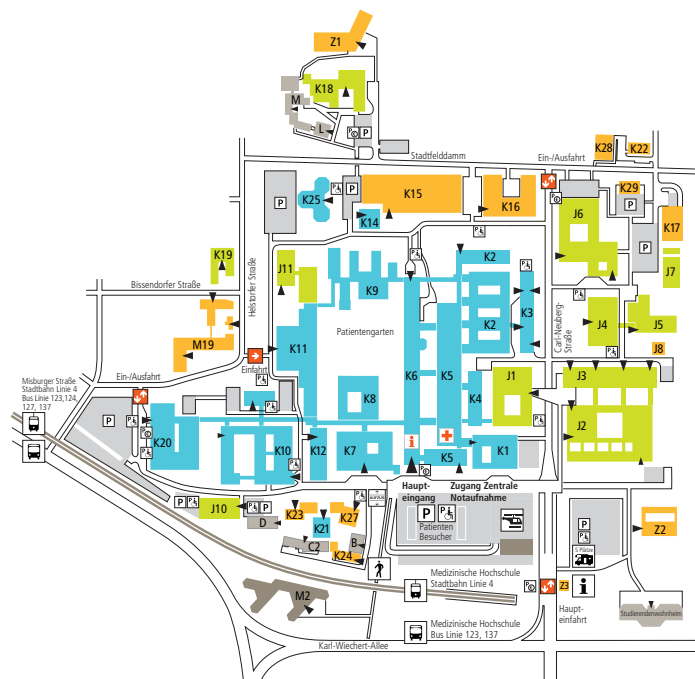 Z1
K18
M
L
P
Stadtfelddamm
Ein-/Ausfahrt
K28
K22
P
K25
P
K15
K14
K16
K29
P
J6
K17
P
K19
J11
K2
J7
Bissendorfer Straße
Helstorfer Straße
K9
K2
K3
Patientengarten
Carl-Neuberg-
Straße
J4
J5
M19
K11
K6
K5
J8
Einfahrt
Misburger Straße
Stadtbahn Linie 4
Bus Linie 123,124,
127, 137
Ein-/Ausfahrt
K8
K4
J1
J3
P
K20
K10
K12
K7
i
K5
K1
J2
Haupt-
eingang
Zugang Zentrale
Notaufnahme
J10
P
D
K23
K21
K27
P
Patienten
Besucher
P
5 Plätze
Z2
C2
B
K24
M2
Medizinische Hochschule
Stadtbahn Linie 4
Z3
i
Haupt-
einfahrt
Studierendenwohnheim
Medizinische Hochschule
Bus Linie 123, 137
Karl-Wiechert-Allee